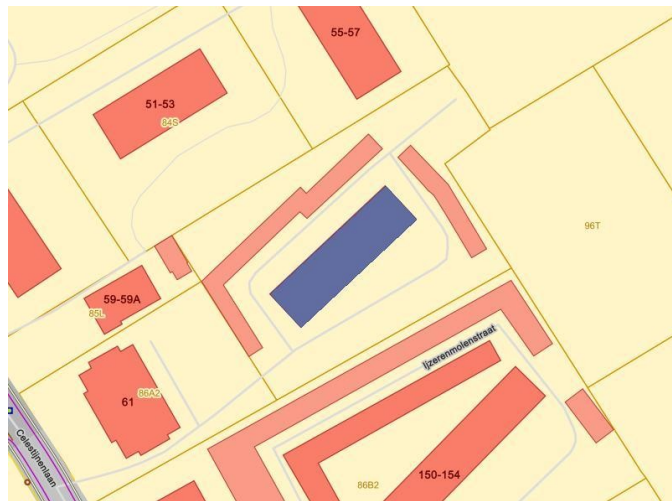 55-57
51-53
84S
96T
59-59A
85L
Ijzerenmolenstraat
61
86A2
Celestijnenlaan
150-154
86B2